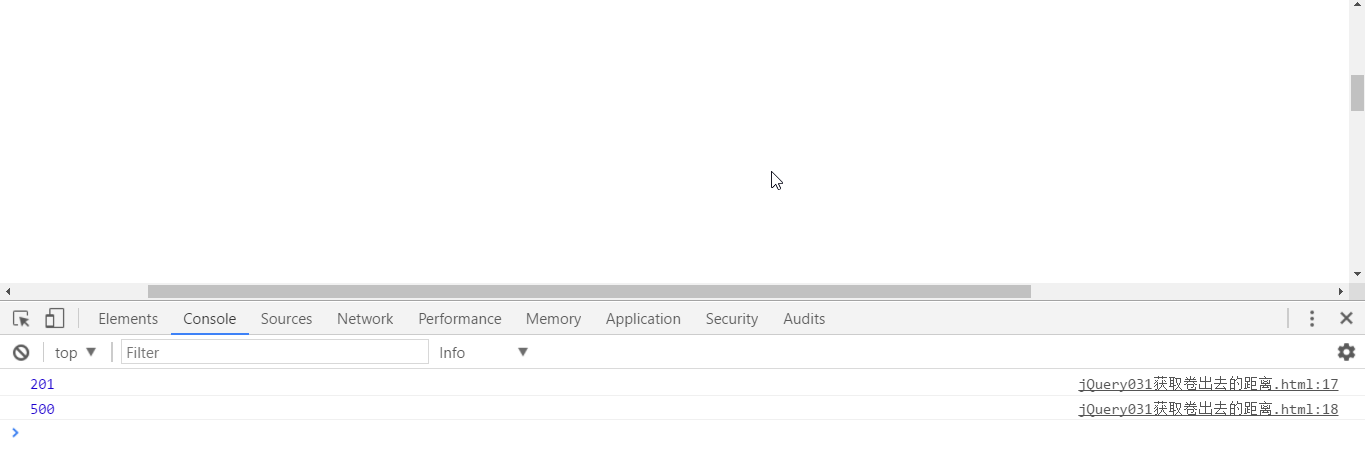 Elements Console Sources Network Performance Memory Application Security Audits
top Filter Info
201 jQuery031获取卷出去的距离.html:17
500 jQuery031获取卷出去的距离.html:18